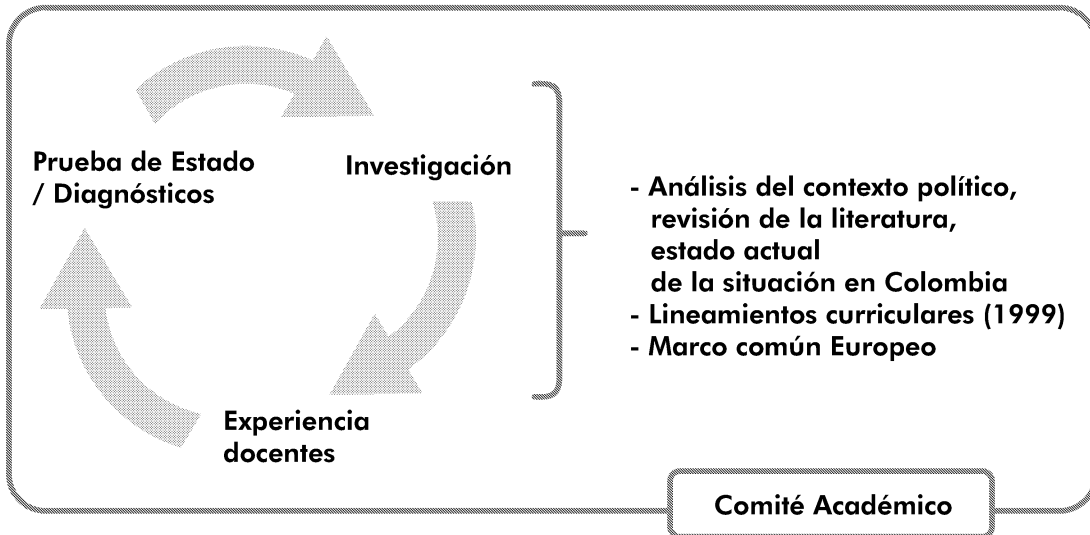 Prueba de Estado
/ Diagnósticos
Investigación
Experiencia
docentes
- Análisis del contexto político,
revisión de la literatura,
estado actual
de la situación en Colombia
- Lineamientos curriculares (1999)
- Marco común Europeo
Comité Académico